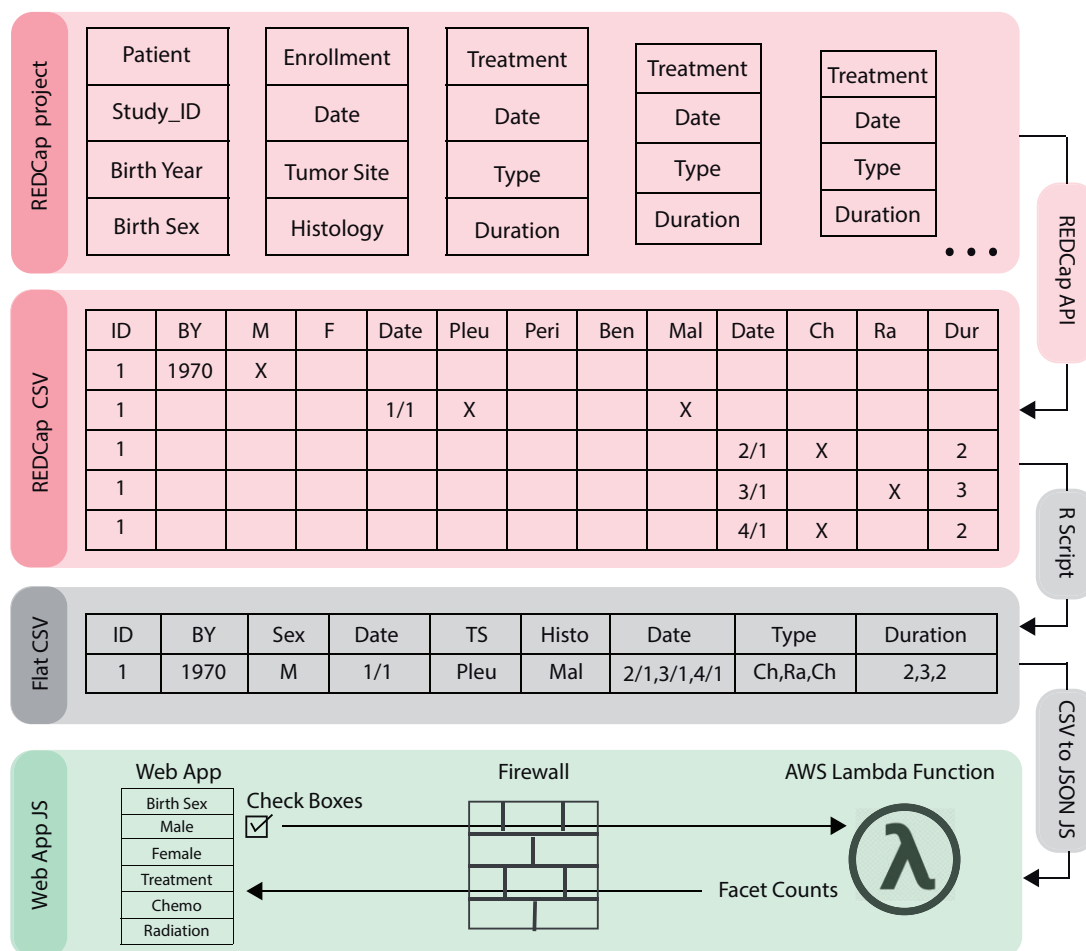 REDCap project
Patient
Study_ID
Birth Year
Birth Sex
Enrollment
Date
Tumor Site
Histology
Treatment
Date
Type
Duration
Treatment
Date
Type
Duration
Treatment
Date
Type
Duration
• • •
REDCap API
REDCap CSV
ID BY M F Date Pleu Peri Ben Mal Date Ch Ra Dur
1 1970 X
1 1/1 X X
1 2/1 X 2
1 3/1 X 3
1 4/1 X 2
R Script
Flat CSV
ID BY Sex Date TS Histo Date Type Duration
1 1970 M 1/1 Pleu Mal 2/1,3/1,4/1 Ch,Ra,Ch 2,3,2
CSV to JSON JS
Web App JS
Web App
Birth Sex
Male
Female
Treatment
Chemo
Radiation
Check Boxes
Firewall
AWS Lambda Function
λ
Facet Counts